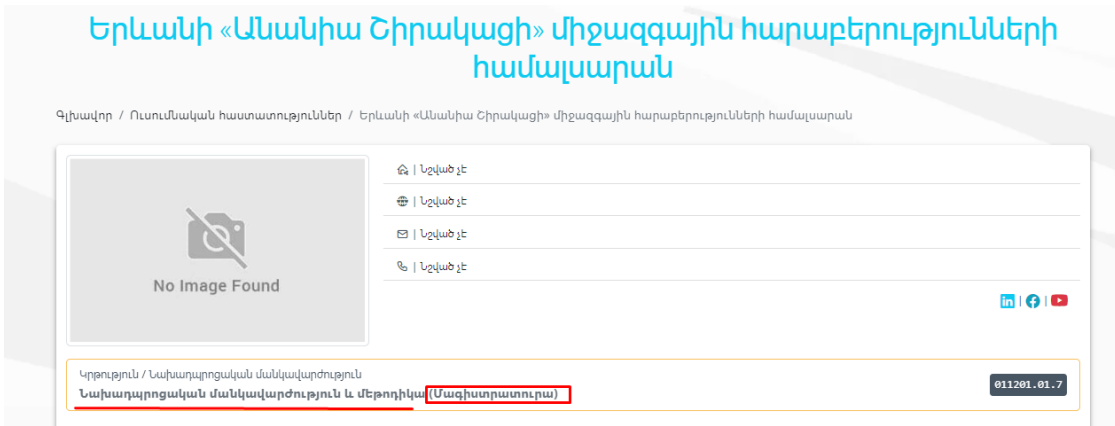 Երևանի «Անանիա Շիրակացի» միջազգային հարաբերությունների
համալսարան
Գլխավոր / Ուսումնական հաստատություններ / Երևանի «Անանիա Շիրակացի» միջազգային հարաբերությունների համալսարան
| Նշված չէ
| Նշված չէ
| Նշված չէ
| Նշված չէ
No Image Found
in | |
Կրթություն / Նախադպրոցական մանկավարժություն
Նախադպրոցական մանկավարժություն և մեթոդիկա (Մագիստրատուրա)
011201.01.7